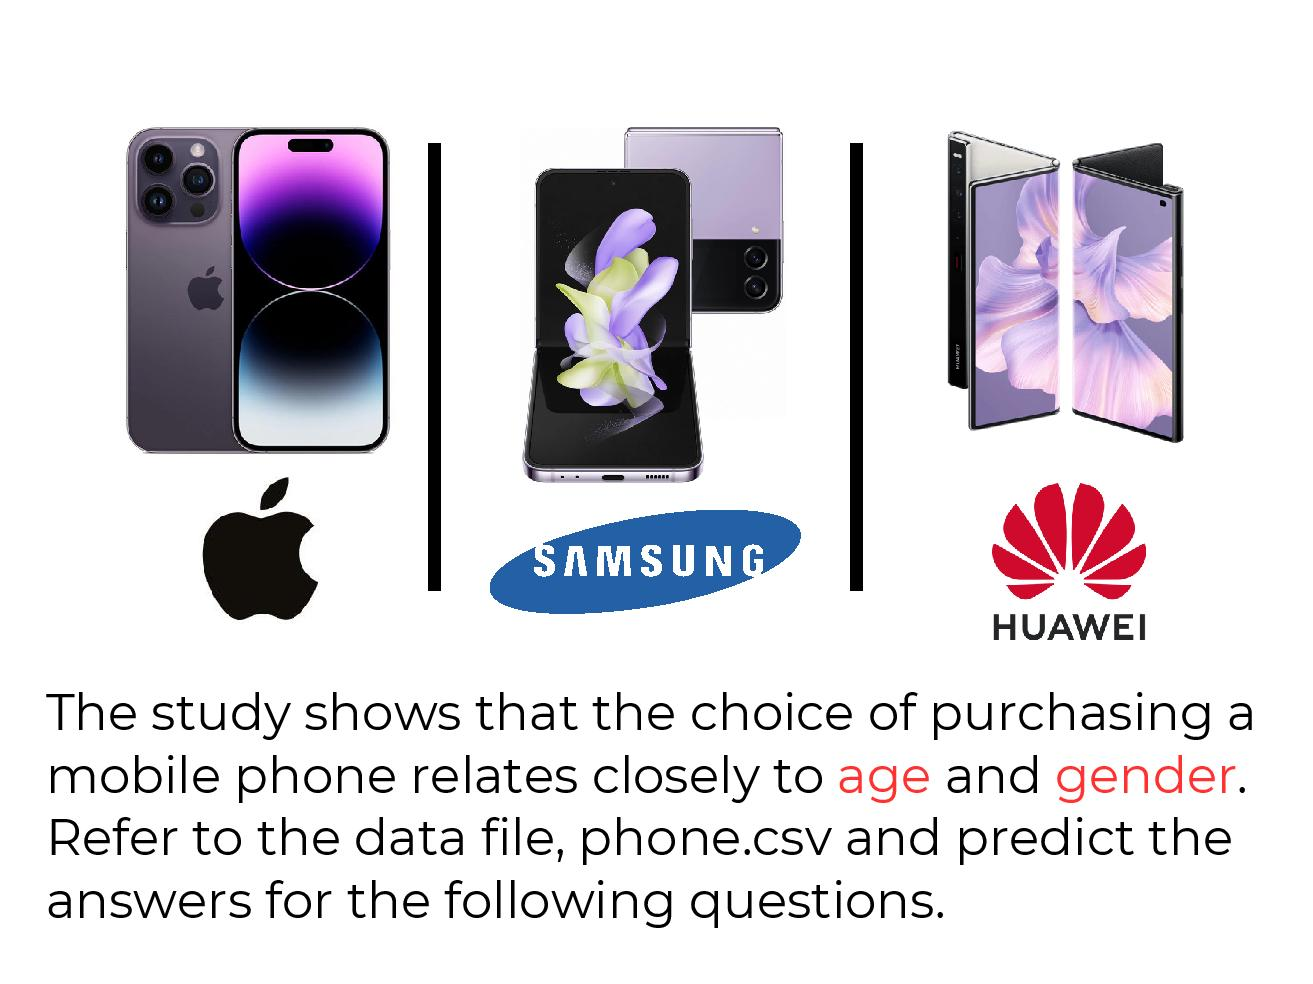 SAMSUNG
HUAWEI
The study shows that the choice of purchasing a
mobile phone relates closely to age and gender.
Refer to the data file, phone.csv and predict the
answers for the following questions.